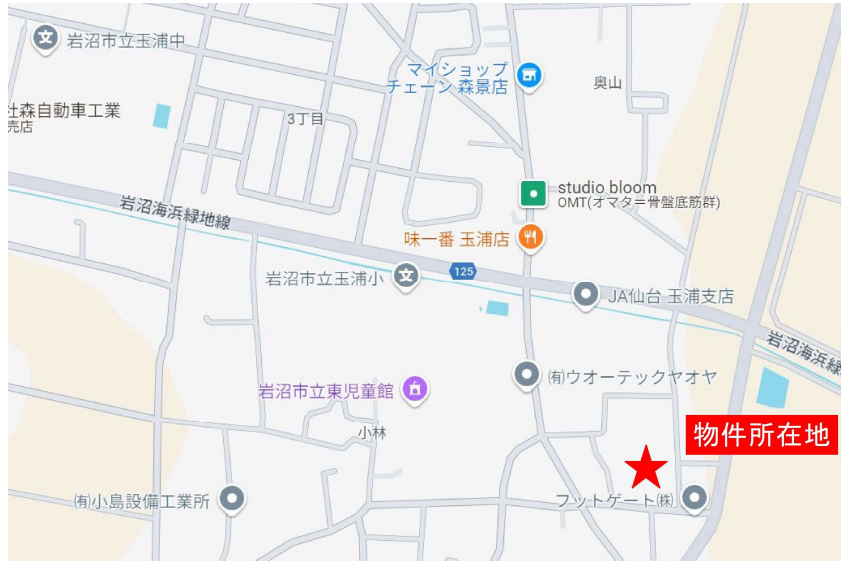 岩沼市立玉浦中
マイショップ
チェーン 森景店
奥山
杜森自動車工業
売店
3丁目
studio bloom
OMT(オマター骨盤底筋群)
岩沼海浜緑地線
味一番 玉浦店
岩沼市立玉浦小
125
JA仙台 玉浦支店
岩沼海浜緑
(有)ウオーテックヤオヤ
岩沼市立東児童館
小林
物件所在地
(有)小島設備工業所
フットゲート(株)